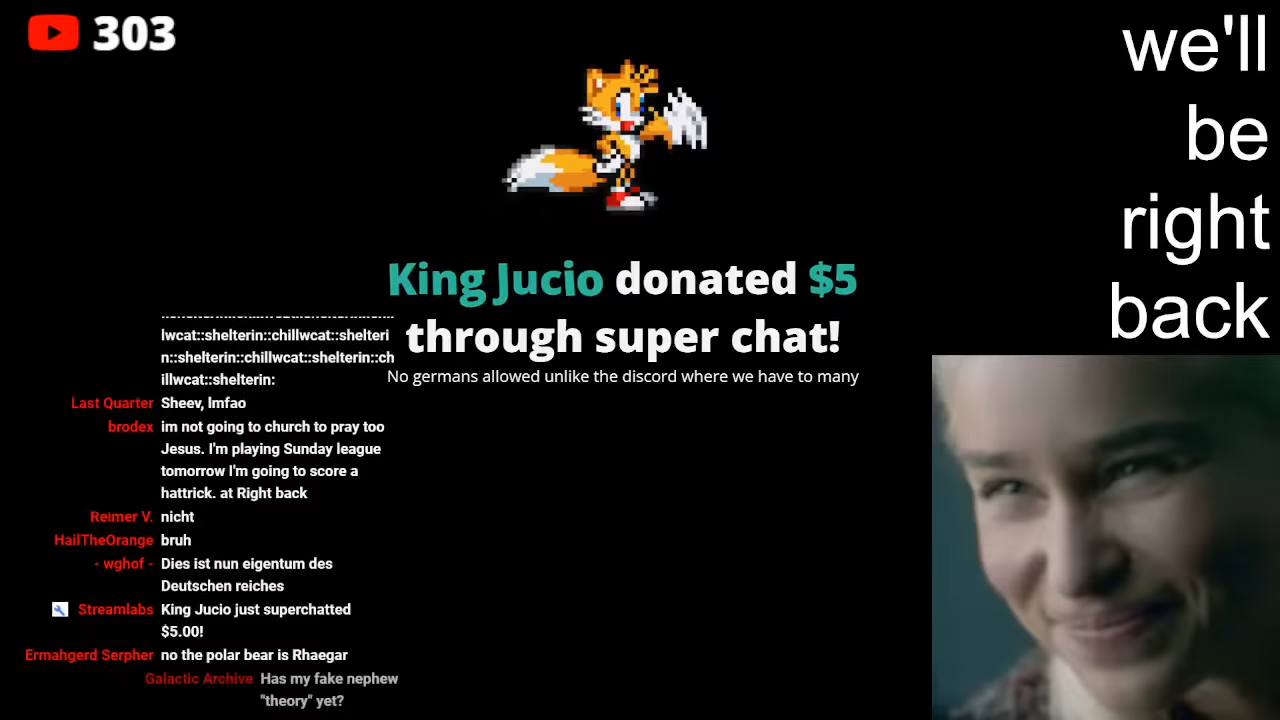 303
we'll
be
right
back
King Jucio donated $5
through super chat!
No germans allowed unlike the discord where we have to many
lwcat::shelterin::chillwcat::shelteri
n::shelterin::chillwcat::shelterin::ch
illwcat::shelterin:
Last Quarter Sheev, lmfao
brodex im not going to church to pray too
Jesus. I'm playing Sunday league
tomorrow I'm going to score a
hattrick. at Right back
Reimer V. nicht
HailTheOrange bruh
- wghof - Dies ist nun eigentum des
Deutschen reiches
Streamlabs King Jucio just superchatted
$5.00!
Ermahgerd Serpher no the polar bear is Rhaegar
Galactic Archive Has my fake nephew
"theory" yet?